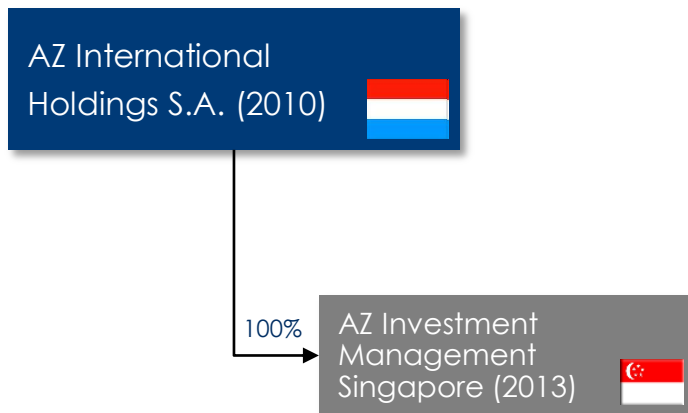 AZ International
Holdings S.A. (2010)
100%
AZ Investment
Management
Singapore (2013)